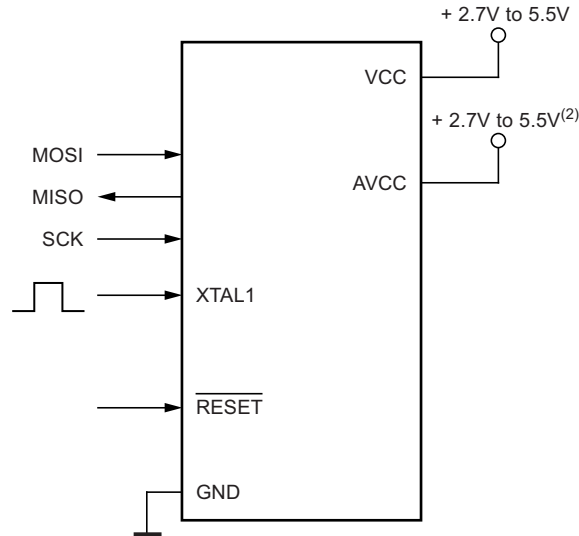 + 2.7V to 5.5V
VCC
+ 2.7V to 5.5V(2)
MOSI
AVCC
MISO
SCK
XTAL1
RESET
GND